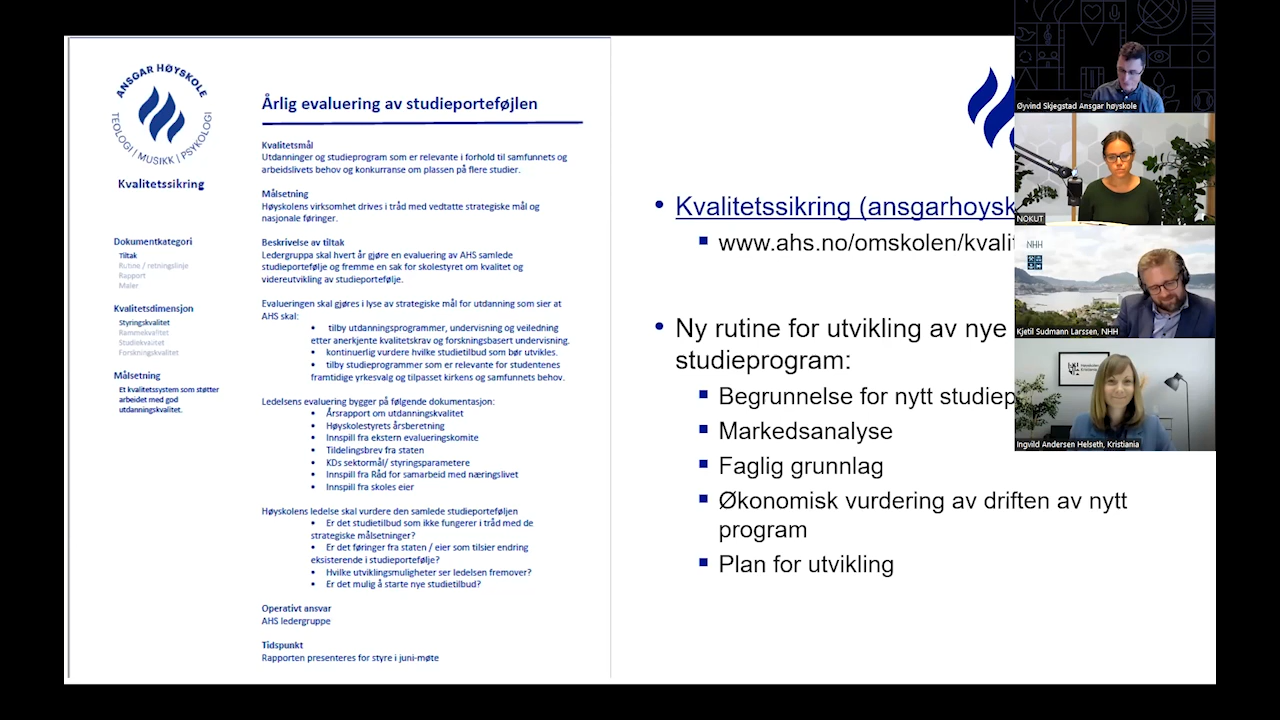 ANSGAR HØYSKOLE
TEOLOGI | MUSIKK | PSYKOLOGI
Kvalitetssikring
Dokumentkategori
Tiltak
Rutine / retningslinje
Rapport
Maler
Kvalitetsdimensjon
Styringskvalitet
Rammekvalitet
Studiekvalitet
Forskningskvalitet
Målsetning
Et kvalitetssystem som støtter
arbeidet med god
utdanningskvalitet.
Årlig evaluering av studieporteføjlen
Kvalitetsmål
Utdanninger og studieprogram som er relevante i forhold til samfunnets og
arbeidslivets behov og konkurranse om plassen på flere studier.
Målsetning
Høyskolens virksomhet drives i tråd med vedtatte strategiske mål og
nasjonale føringer.
Beskrivelse av tiltak
Ledergruppa skal hvert år gjøre en evaluering av AHS samlede
studieportefølje og fremme en sak for skolestyret om kvalitet og
videreutvikling av studieportefølje.
Evalueringen skal gjøres i lyse av strategiske mål for utdanning som sier at
AHS skal:
• tilby utdanningsprogrammer, undervisning og veiledning
etter anerkjente kvalitetskrav og forskningsbasert undervisning.
• kontinuerlig vurdere hvilke studietilbud som bør utvikles.
• tilby studieprogrammer som er relevante for studentenes
framtidige yrkesvalg og tilpasset kirkens og samfunnets behov.
Ledelsens evaluering bygger på følgende dokumentasjon:
• Årsrapport om utdanningskvalitet
• Høyskolestyrets årsberetning
• Innspill fra ekstern evalueringskomite
• Tildelingsbrev fra staten
• KDs sektormål/ styringsparametere
• Innspill fra Råd for samarbeid med næringslivet
• Innspill fra skoles eier
Høyskolens ledelse skal vurdere den samlede studieporteføljen
• Er det studietilbud som ikke fungerer i tråd med de
strategiske målsetninger?
• Er det føringer fra staten / eier som tilsier endring
eksisterende i studieportefølje?
• Hvilke utviklingsmuligheter ser ledelsen fremover?
• Er det mulig å starte nye studietilbud?
Operativt ansvar
AHS ledergruppe
Tidspunkt
Rapporten presenteres for styre i juni-møte
• Kvalitetssikring (ansgarhoysk
▪ www.ahs.no/omskolen/kvalit
• Ny rutine for utvikling av nye
studieprogram:
▪ Begrunnelse for nytt studiep
▪ Markedsanalyse
▪ Faglig grunnlag
▪ Økonomisk vurdering av driften av nytt
program
▪ Plan for utvikling
Øyvind Skjegstad Ansgar høyskole
NOKUT
NHH
Kjetil Sudmann Larssen, NHH
Ingvild Andersen Helseth, Kristiania